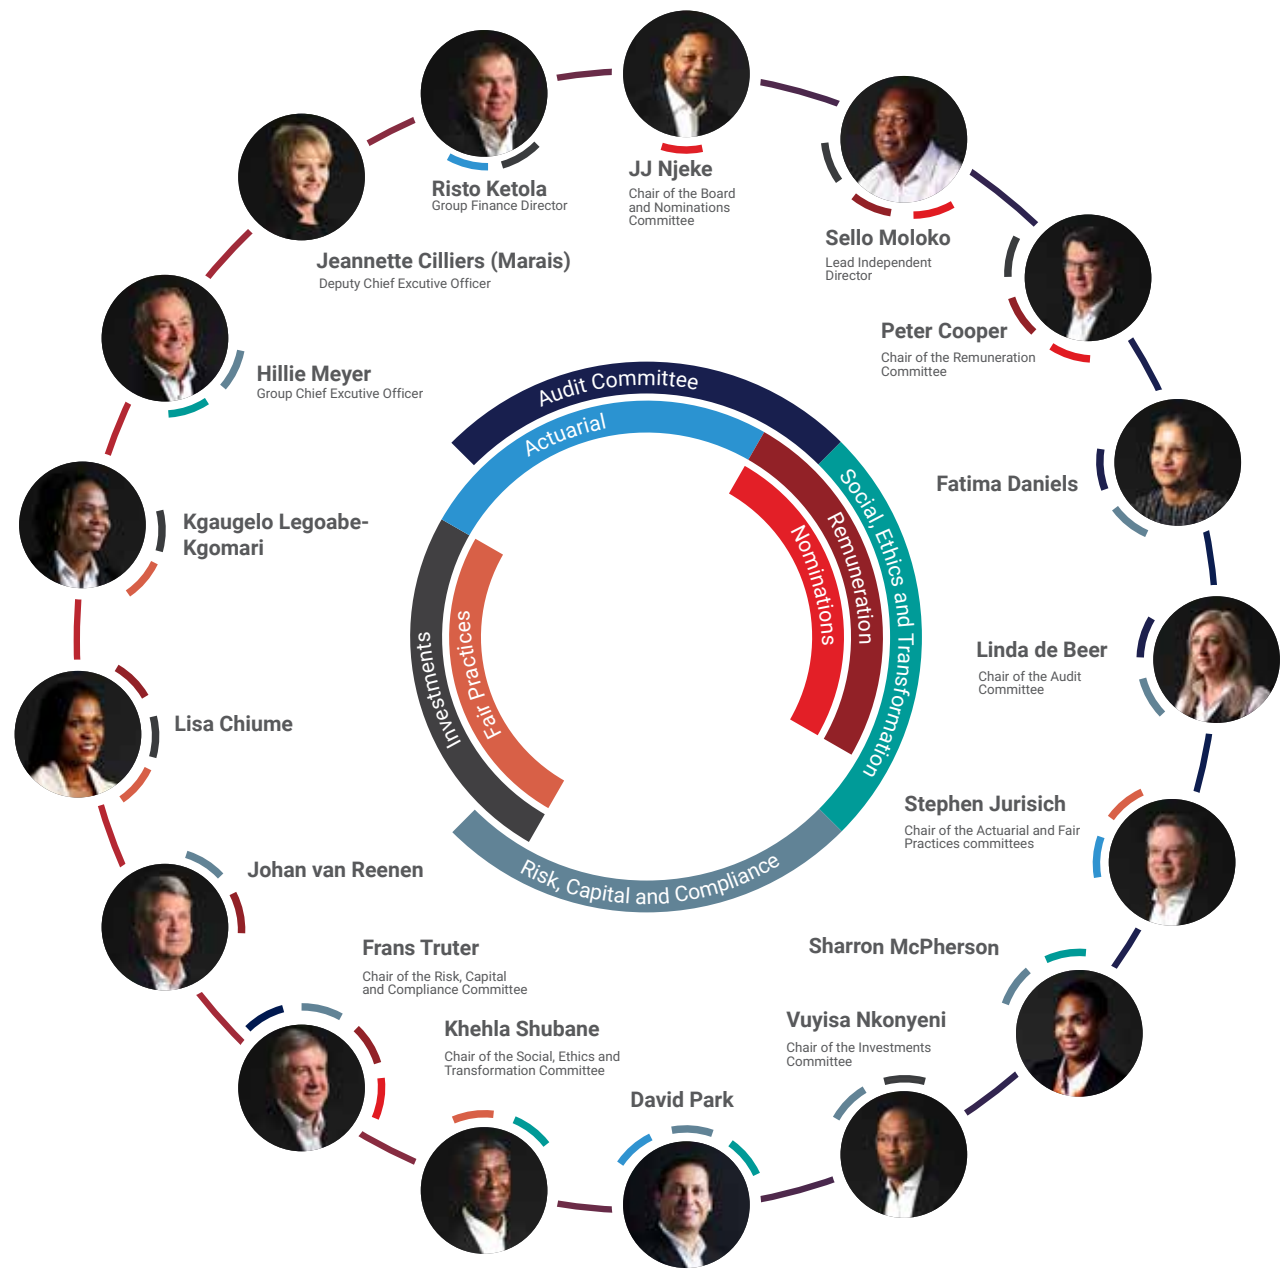 JJ Njeke
Chair of the Board
and Nominations
Committee
Risto Ketola
Group Finance Director
Sello Moloko
Lead Independent
Director
Jeannette Cilliers (Marais)
Deputy Chief Excutive Officer
Peter Cooper
Chair of the Remuneration
Committee
Hillie Meyer
Group Chief Excutive Officer
Fatima Daniels
Kgaugelo Legoabe-
Kgomari
Linda de Beer
Chair of the Audit
Committee
Lisa Chiume
Stephen Jurisich
Chair of the Actuarial and Fair
Practices committees
Johan van Reenen
Sharron McPherson
Frans Truter
Chair of the Risk, Capital
and Compliance Committee
Vuyisa Nkonyeni
Chair of the Investments
Committee
Khehla Shubane
Chair of the Social, Ethics and
Transformation Committee
David Park
Audit Committee
Actuarial
Social, Ethics and Transformation
Remuneration
Nominations
Investments
Fair Practices
Risk, Capital and Compliance